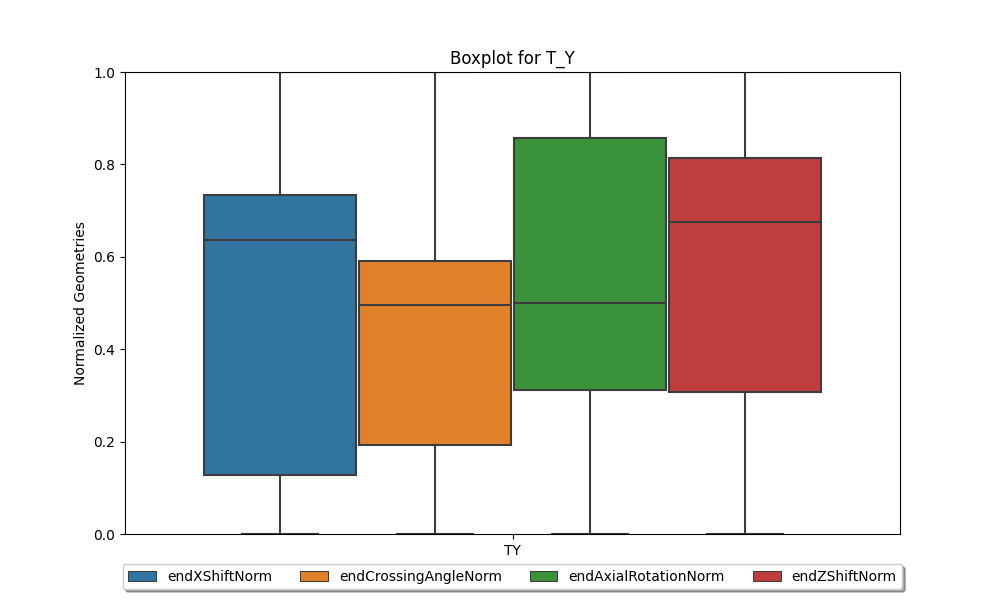 Boxplot for T_Y
1.0
0.8
0.6
0.4
0.2
0.0
Normalized Geometries
TY
endXShiftNorm endCrossingAngleNorm endAxialRotationNorm endZShiftNorm